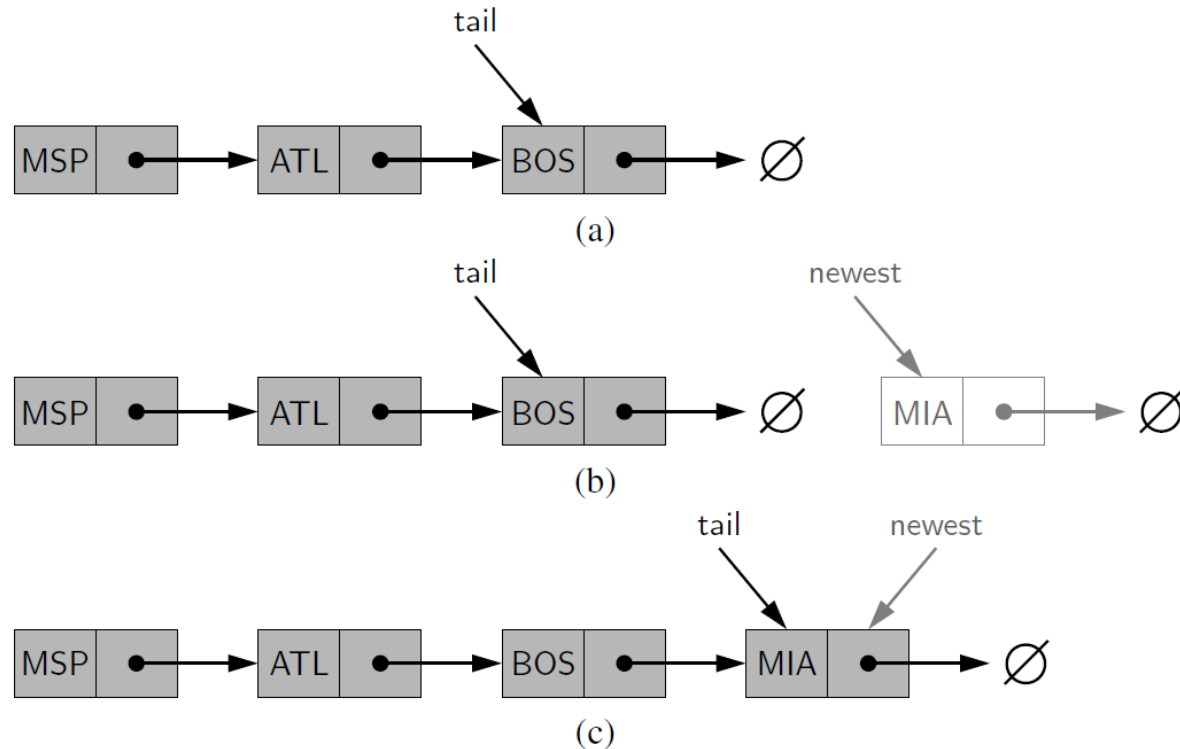 tail
MSP ATL BOS ∅
(a)
tail newest
MSP ATL BOS ∅ MIA ∅
(b)
tail newest
MSP ATL BOS MIA ∅
(c)